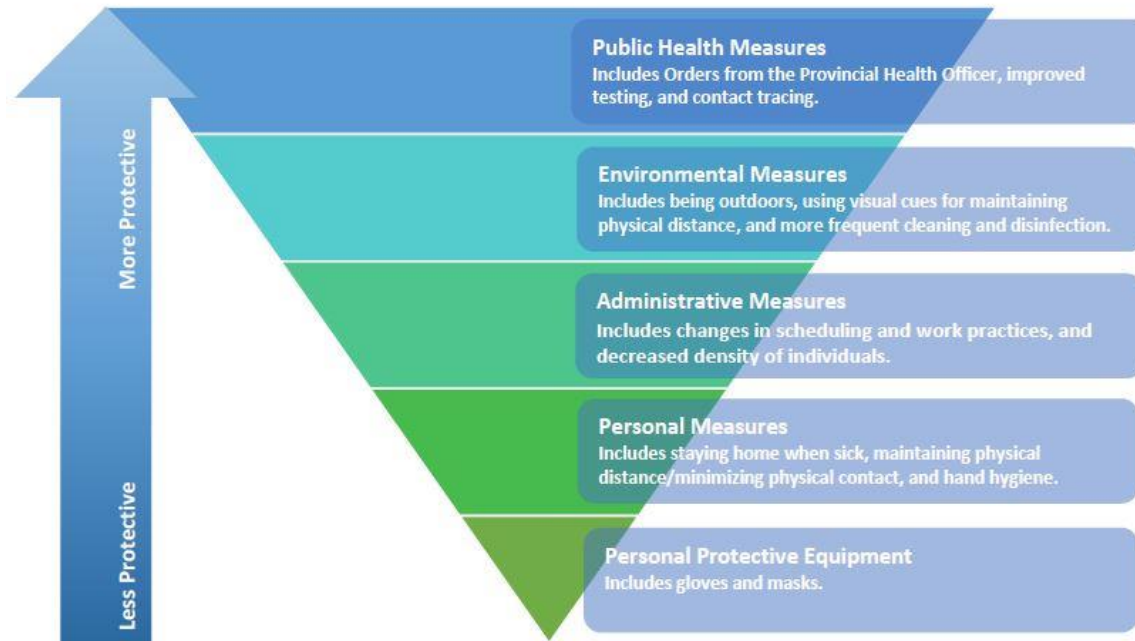 More Protective
Less Protective
Public Health Measures
Includes Orders from the Provincial Health Officer, improved
testing, and contact tracing.
Environmental Measures
Includes being outdoors, using visual cues for maintaining
physical distance, and more frequent cleaning and disinfection.
Administrative Measures
Includes changes in scheduling and work practices, and
decreased density of individuals.
Personal Measures
Includes staying home when sick, maintaining physical
distance/minimizing physical contact, and hand hygiene.
Personal Protective Equipment
Includes gloves and masks.